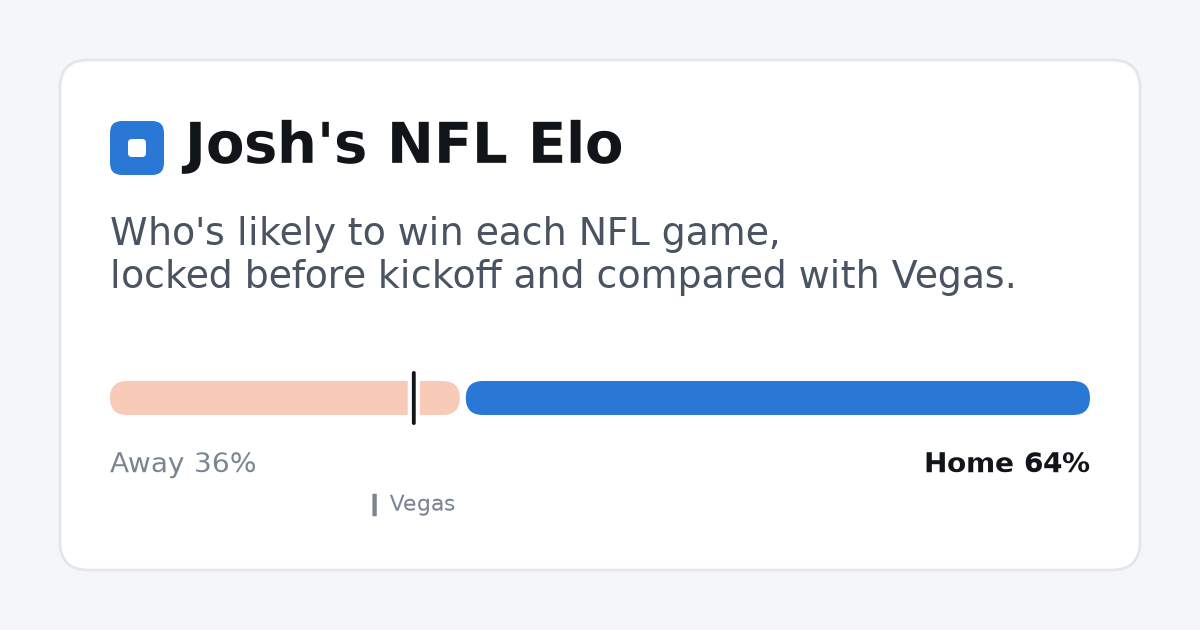 Josh's NFL Elo
Who's likely to win each NFL game,
locked before kickoff and compared with Vegas.
Away 36%
Home 64%
Vegas